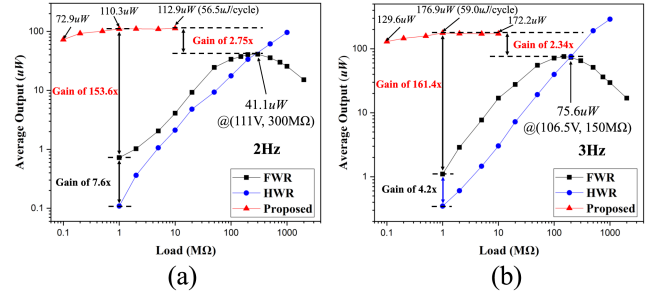 72.9uW
110.3uW
112.9uW (56.5uJ/cycle)
Gain of
2.75x
Gain of 153.6x
41.1uW
@(111V, 300MΩ)
2Hz
Gain of 7.6x
FWR
HWR
Proposed
100
10
1
0.1
0.1
1
10
100
1000
Average Output (uW)
Load (MΩ)
(a)
129.6uW
176.9uW (59.0uJ/cycle)
172.2uW
Gain of
2.34x
Gain of 161.4x
75.6uW
@(106.5V, 150MΩ)
3Hz
Gain of 4.2x
FWR
HWR
Proposed
100
10
1
0.1
1
10
100
1000
Average Output (uW)
Load (MΩ)
(b)